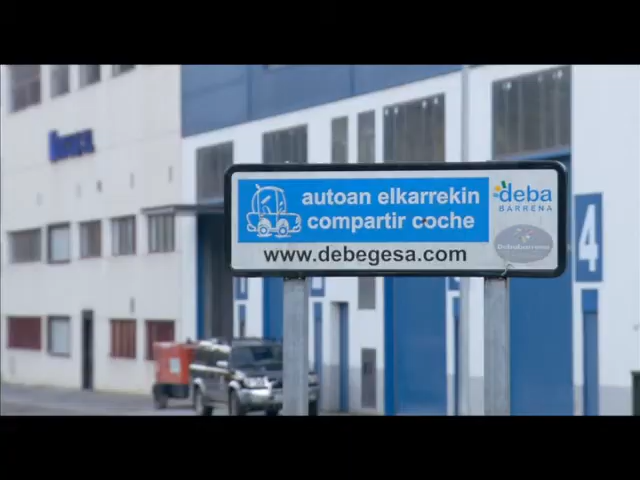 autoan elkarrekin
compartir coche
www.debegesa.com
deba
BARRENA
4